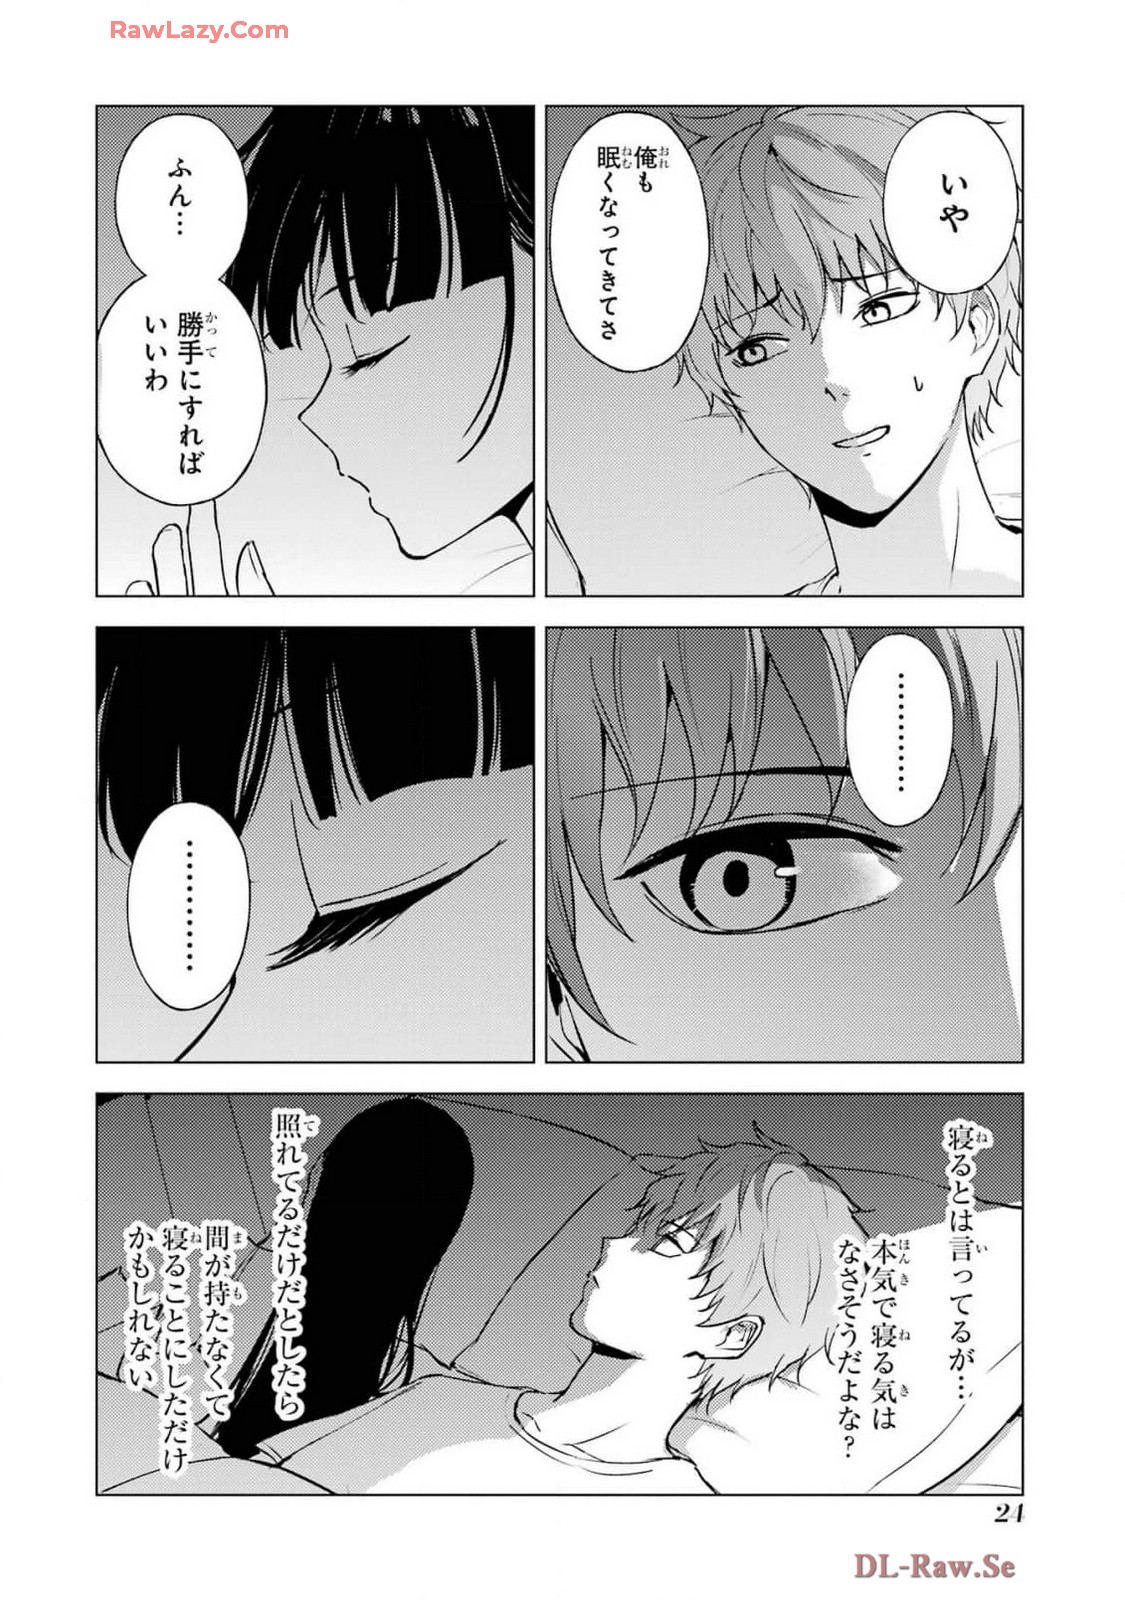 RawLazy.Com
いや
俺も
眠くなってきてさ
ふん…
勝手にすれば
いいわ
………
…………
寝るとは言ってるが…
本気で寝る気は
なさそうだよな？
照れてるだけだとしたら
間が持たなくて
寝ることにしただけ
かもしれない
24
DL-Raw.Se